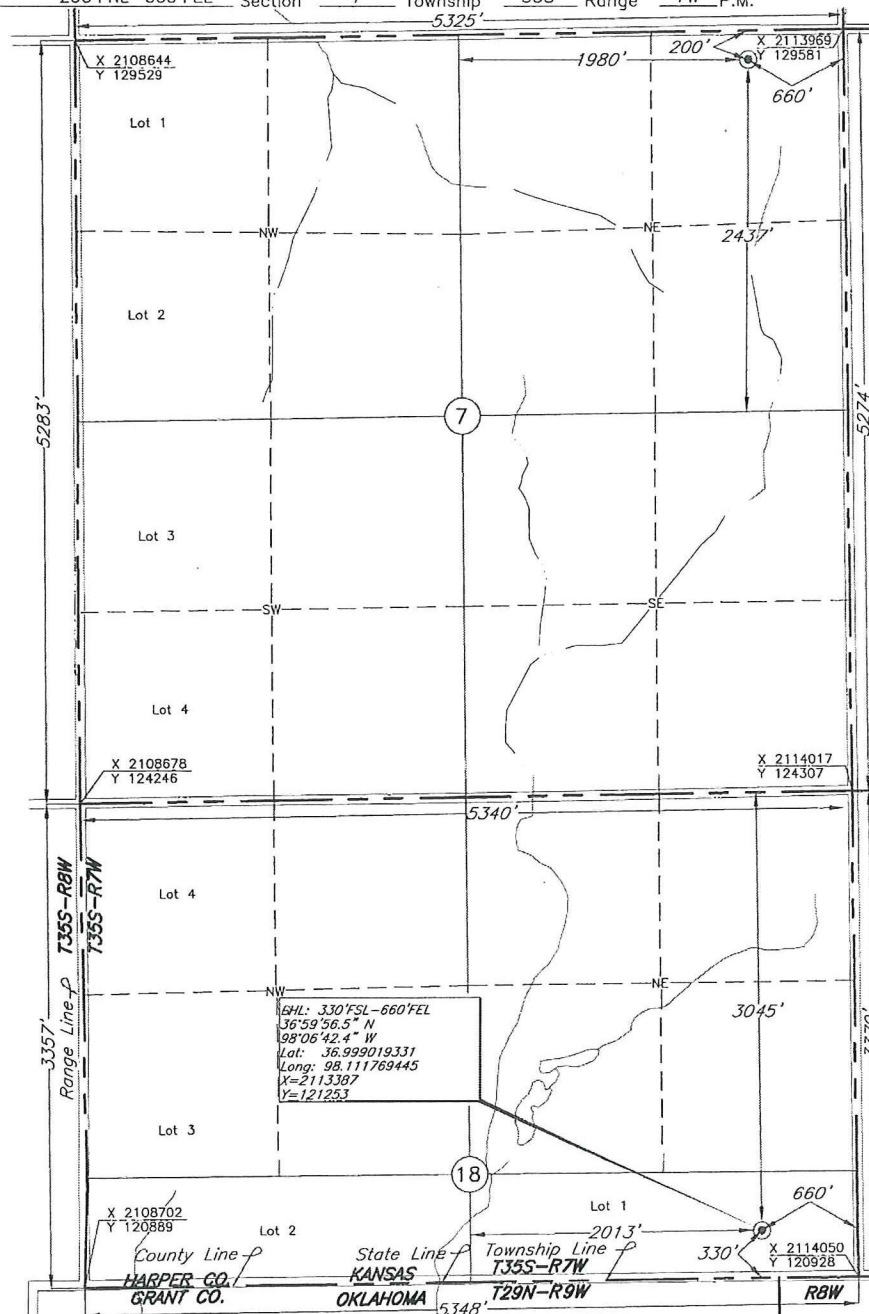 Section 7 Township 35S Range P.M.
5325'
X 2108644
Y 129529
200'
X 2113969
Y 129581
1980'
660'
Lot 1
NW
NE
2437'
Lot 2
5283'
7
5274'
Lot 3
SW
SE
Lot 4
X 2108678
Y 124246
X 2114017
Y 124307
5340'
T35S-R8W
T35S-R7W
Range Line
Lot 4
NW
NE
3045'
3357'
BHL: 330'FSL-660'FEL
36°59'56.5" N
98°06'42.4" W
Lat: 36.999019331
Long: 98.111769445
X=2113387
Y=121253
Lot 3
18
X 2108702
Y 120889
Lot 2
Lot 1
660'
2013'
330'
X 2114050
Y 120928
County Line
State Line
Township Line
HARPER CO.
KANSAS
T35S-R7W
GRANT CO.
OKLAHOMA
T29N-R9W
R8W
5348'